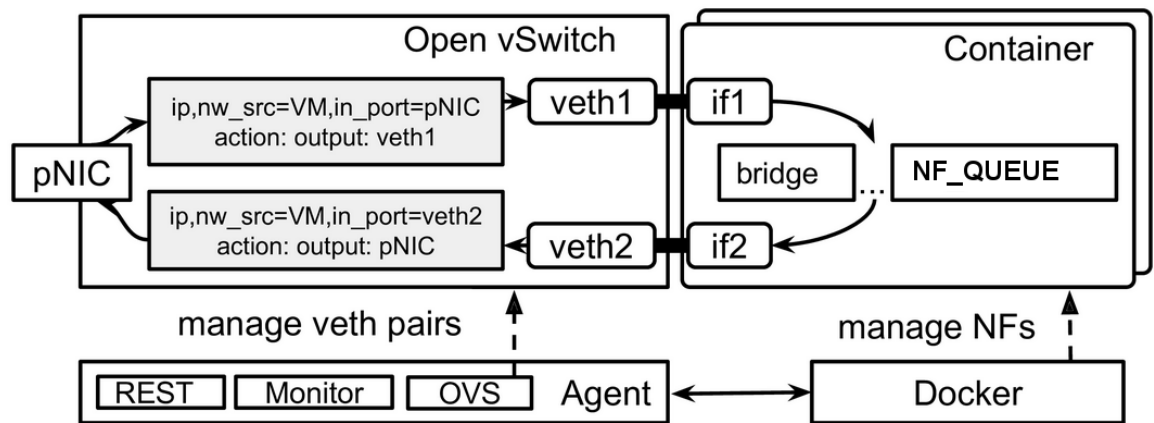 Open vSwitch
Container
ip,nw_src=VM,in_port=pNIC
action: output: veth1
veth1
if1
pNIC
bridge
...
NF_QUEUE
ip,nw_src=VM,in_port=veth2
action: output: pNIC
veth2
if2
manage veth pairs
manage NFs
REST
Monitor
OVS
Agent
Docker